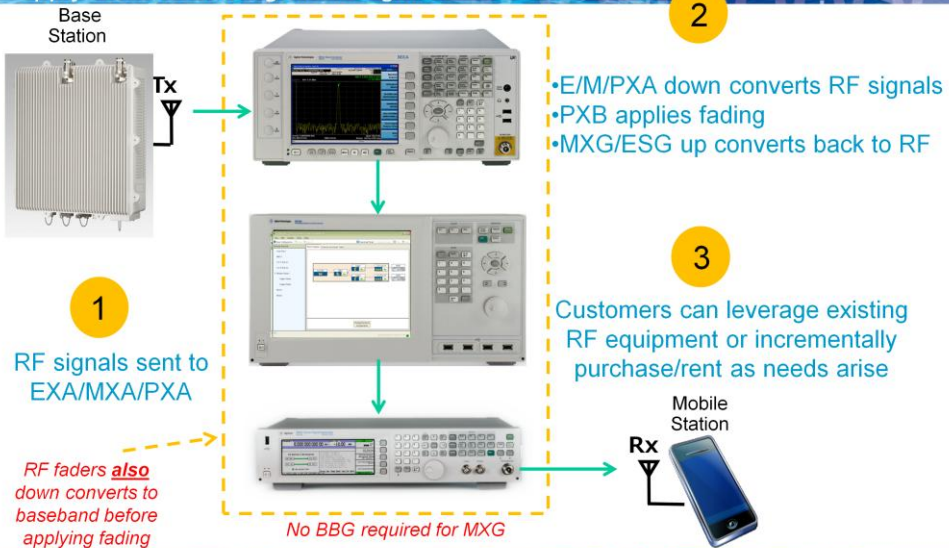 Base
Station
Tx
2
•E/M/PXA down converts RF signals
•PXB applies fading
•MXG/ESG up converts back to RF
1
RF signals sent to
EXA/MXA/PXA
3
Customers can leverage existing
RF equipment or incrementally
purchase/rent as needs arise
Mobile
Station
Rx
RF faders also
down converts to
baseband before
applying fading
No BBG required for MXG